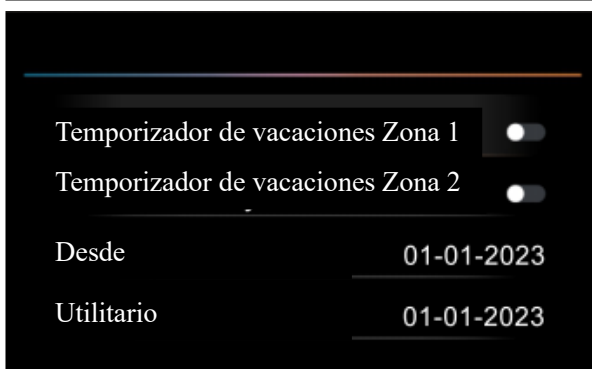 Temporizador de vacaciones Zona 1
Temporizador de vacaciones Zona 2
Desde 01-01-2023
Utilitario 01-01-2023